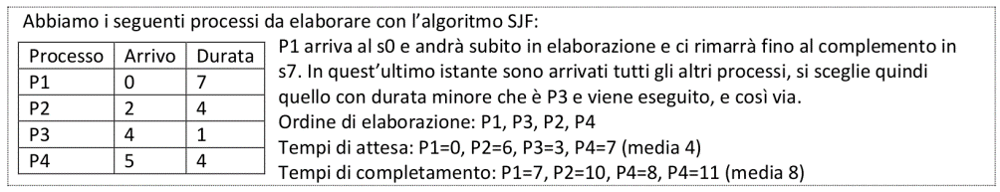 Abbiamo i seguenti processi da elaborare con l'algoritmo SJF:
Processo Arrivo Durata
P1 0 7
P2 2 4
P3 4 1
P4 5 4
P1 arriva al s0 e andrà subito in elaborazione e ci rimarrà fino al complemento in
s7. In quest'ultimo istante sono arrivati tutti gli altri processi, si sceglie quindi
quello con durata minore che è P3 e viene eseguito, e così via.
Ordine di elaborazione: P1, P3, P2, P4
Tempi di attesa: P1=0, P2=6, P3=3, P4=7 (media 4)
Tempi di completamento: P1=7, P2=10, P4=8, P4=11 (media 8)